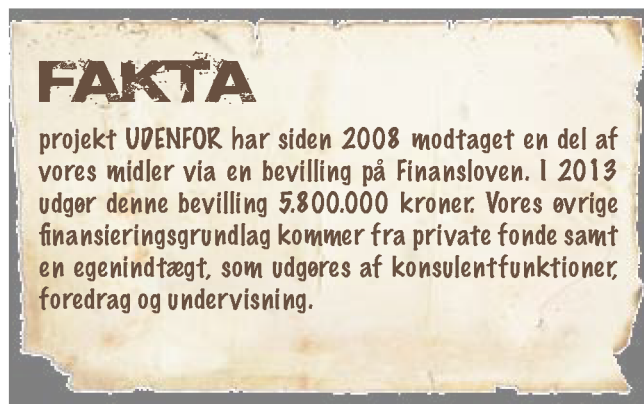 FAKTA
projekt UDENFOR har siden 2008 modtaget en del af
vores midler via en bevilling på Finansloven. I 2013
udgør denne bevilling 5.800.000 kroner. Vores øvrige
finansieringsgrundlag kommer fra private fonde samt
en egenindtægt, som udgøres af konsulentfunktioner,
foredrag og undervisning.